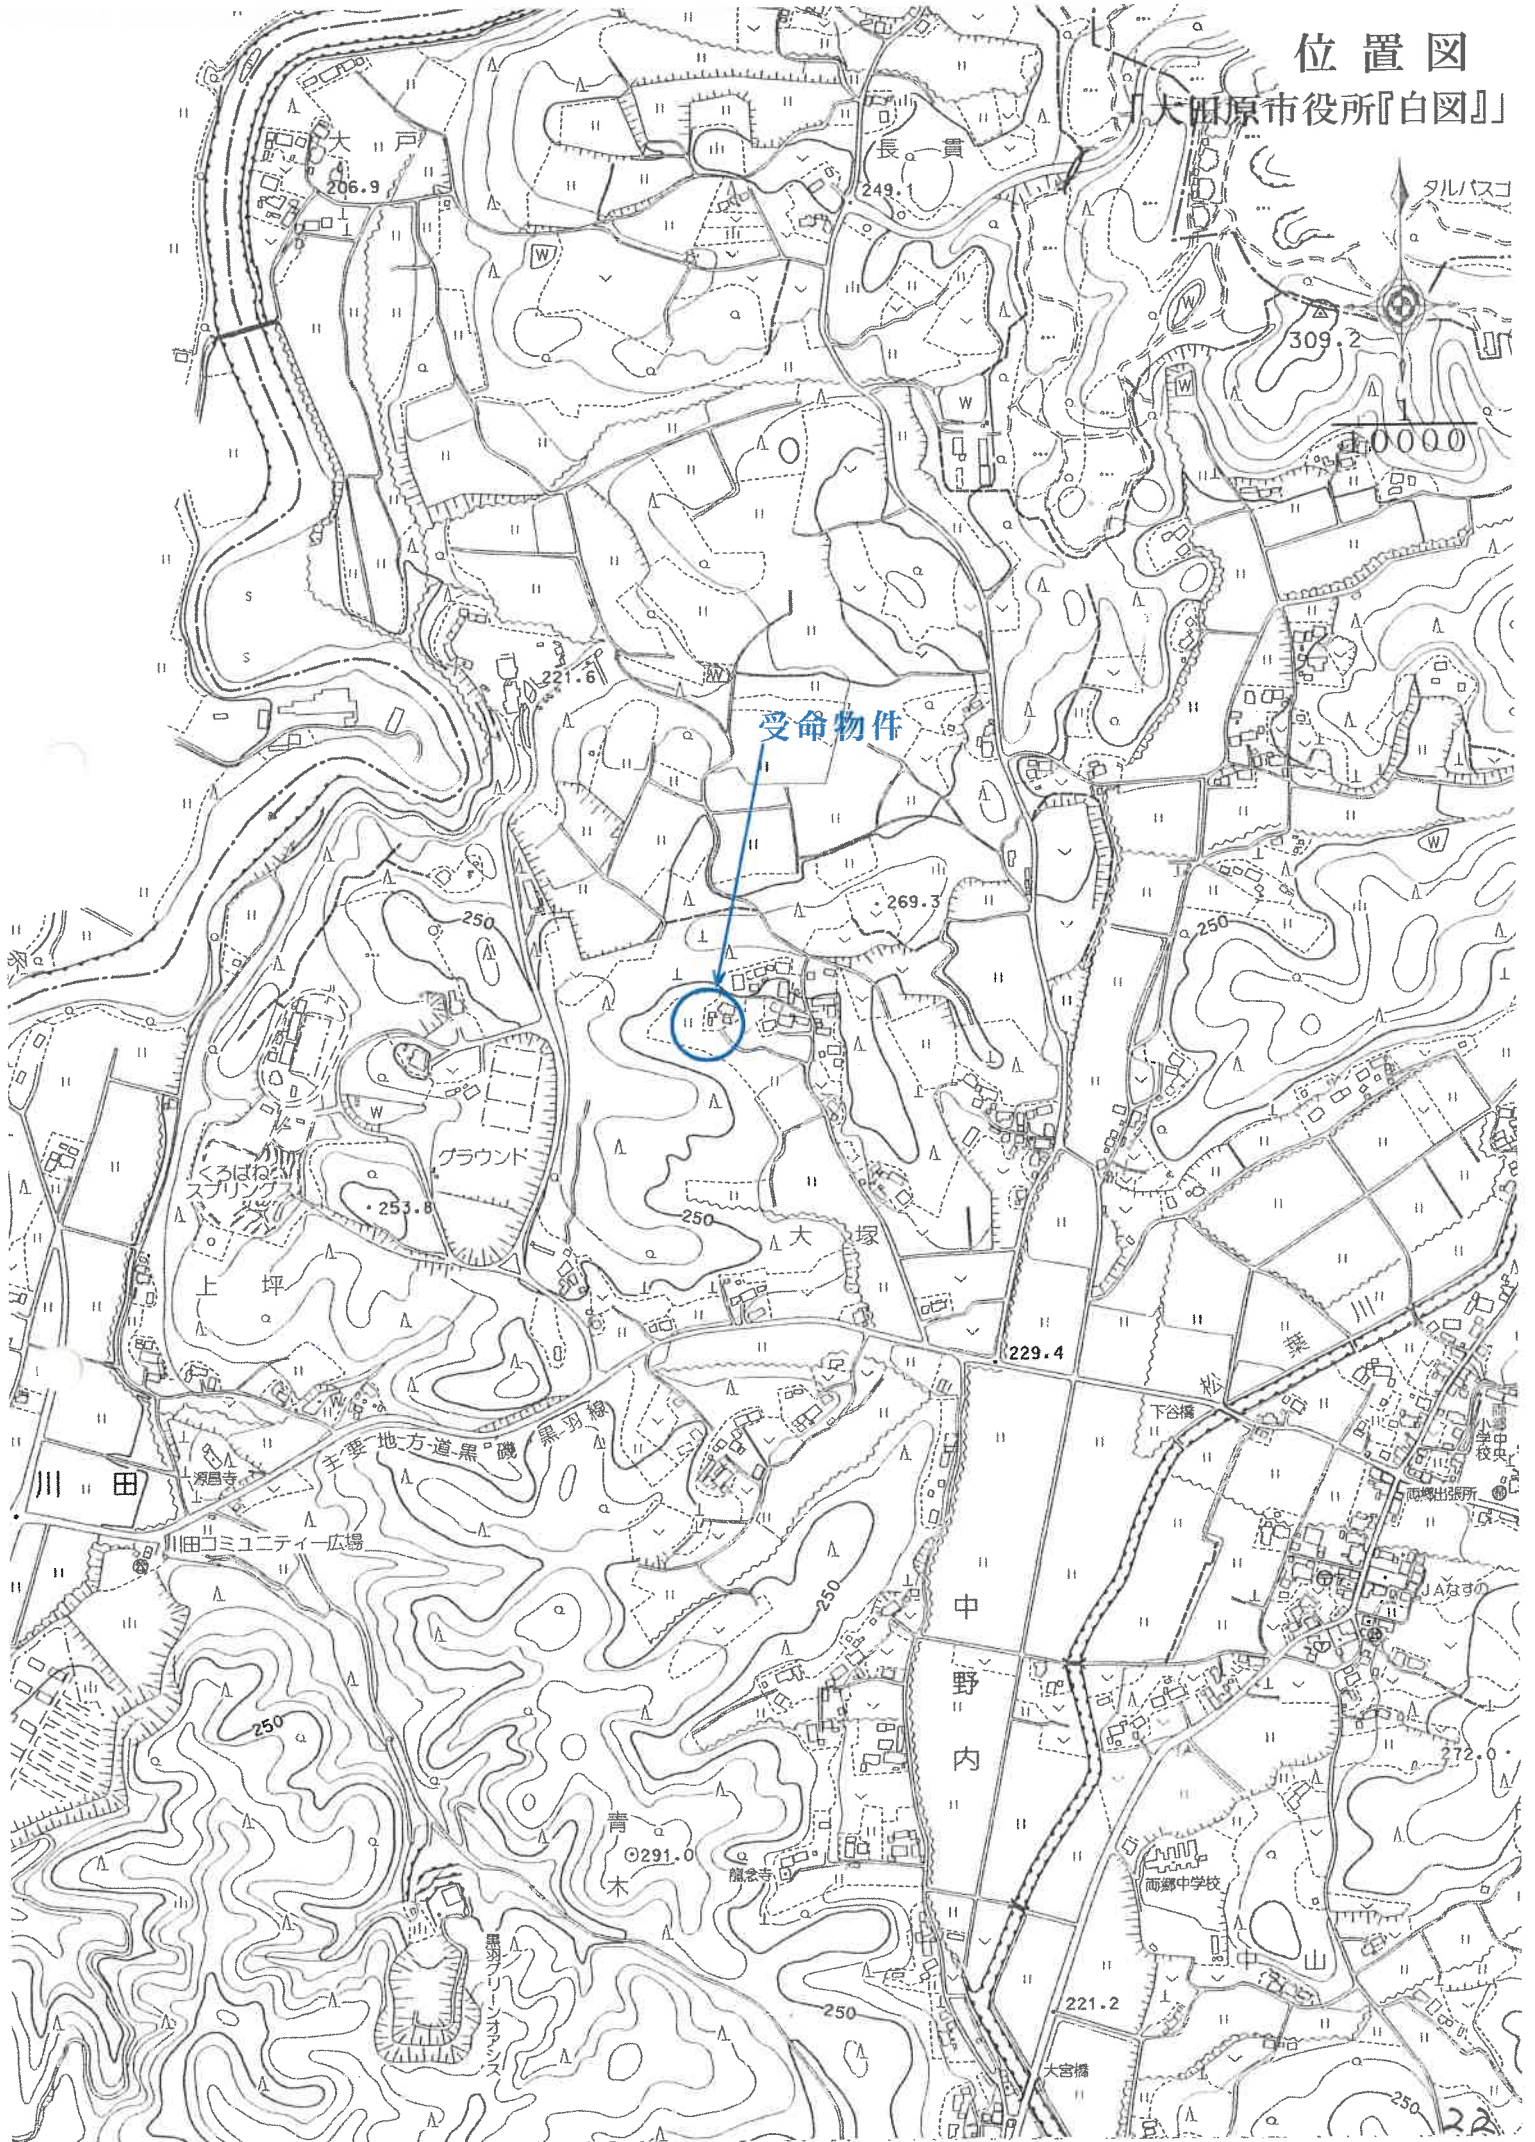 位置図
「大田原市役所『白図』」
大戸
長貫
206.9
249.1
タルパスコ
W
309.2
W
W
W
1
10000
S
S
221.6
W
受命物件
W
269.3
250
250
W
グラウンド
くろばね
スプリングス
253.8
250
大塚
上坪
229.4
松葉川
下谷橋
主要地方道黒磯黒羽線
W
両郷中央
小学校
川田
源昌寺
両郷出張所
川田コミュニティー広場
250
JAなすの
中野内
250
272.0
青木
291.0
龍念寺
両郷中学校
黒羽グリーンオアシス
中山
250
221.2
大宮橋
250
22